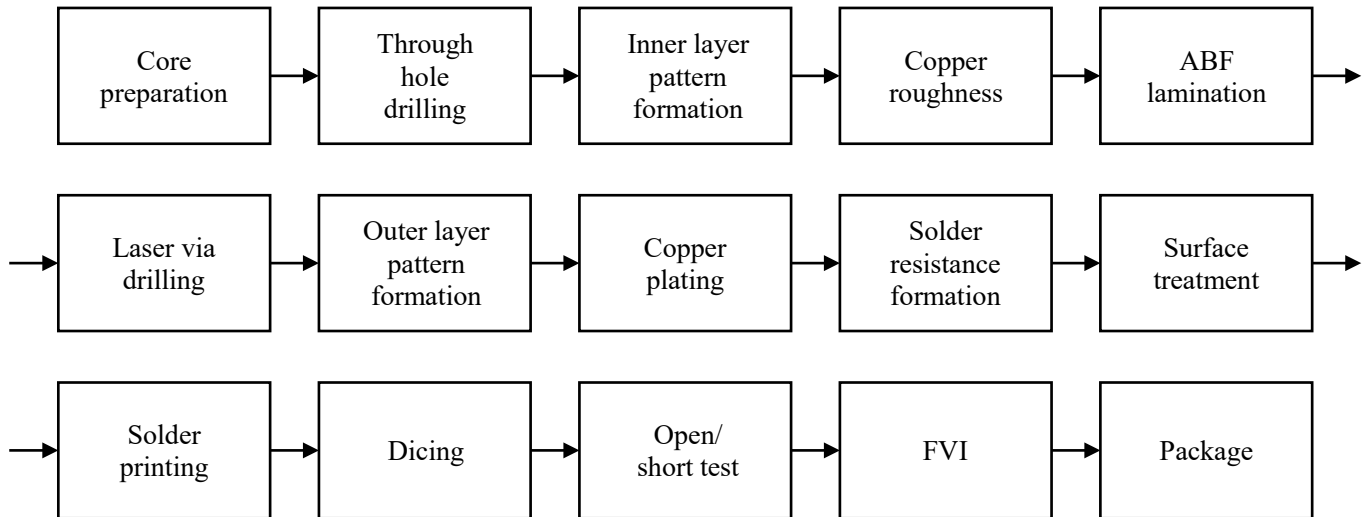 Core
preparation
Through
hole
drilling
Inner layer
pattern
formation
Copper
roughness
ABF
lamination
Laser via
drilling
Outer layer
pattern
formation
Copper
plating
Solder
resistance
formation
Surface
treatment
Solder
printing
Dicing
Open/
short test
FVI
Package